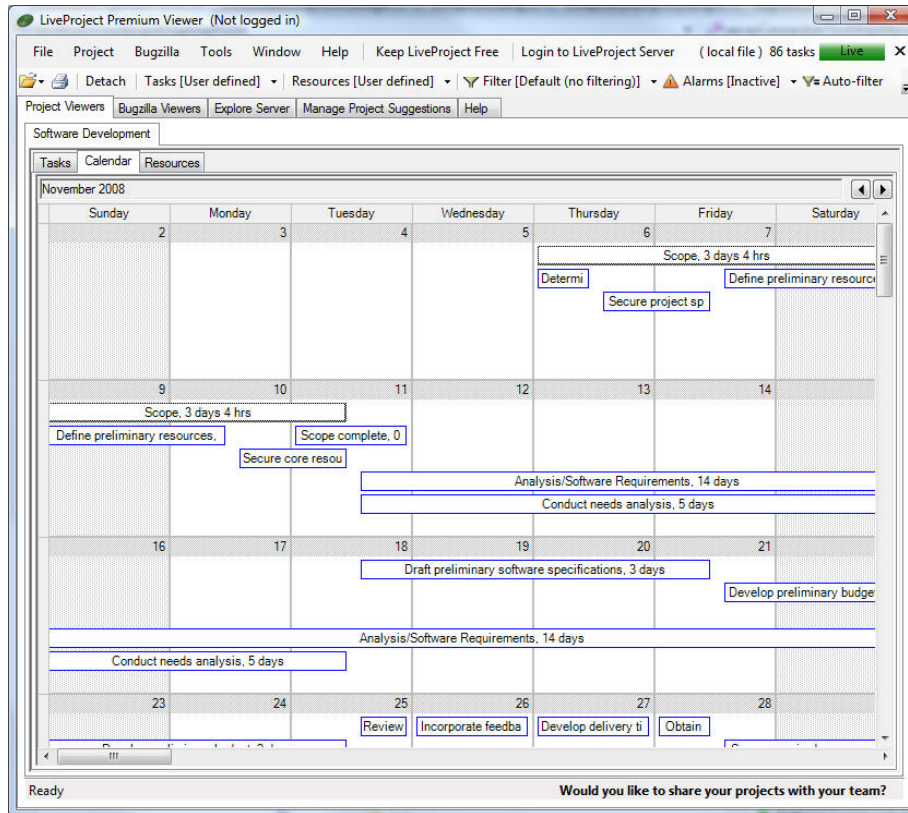 LiveProject Premium Viewer (Not logged in)
File Project Bugzilla Tools Window Help Keep LiveProject Free Login to LiveProject Server ( local file ) 86 tasks Live
Detach Tasks [User defined] Resources [User defined] Filter [Default (no filtering)] Alarms [Inactive] Auto-filter
Project Viewers Bugzilla Viewers Explore Server Manage Project Suggestions Help
Software Development
Tasks Calendar Resources
November 2008
Sunday Monday Tuesday Wednesday Thursday Friday Saturday
2 3 4 5 6 7
Scope, 3 days 4 hrs
Determi Define preliminary resource
Secure project sp
9 10 11 12 13 14
Scope, 3 days 4 hrs
Define preliminary resources, Scope complete, 0
Secure core resou
Analysis/Software Requirements, 14 days
Conduct needs analysis, 5 days
16 17 18 19 20 21
Draft preliminary software specifications, 3 days
Develop preliminary budge
Analysis/Software Requirements, 14 days
Conduct needs analysis, 5 days
23 24 25 26 27 28
Review Incorporate feedba Develop delivery ti Obtain
Ready Would you like to share your projects with your team?